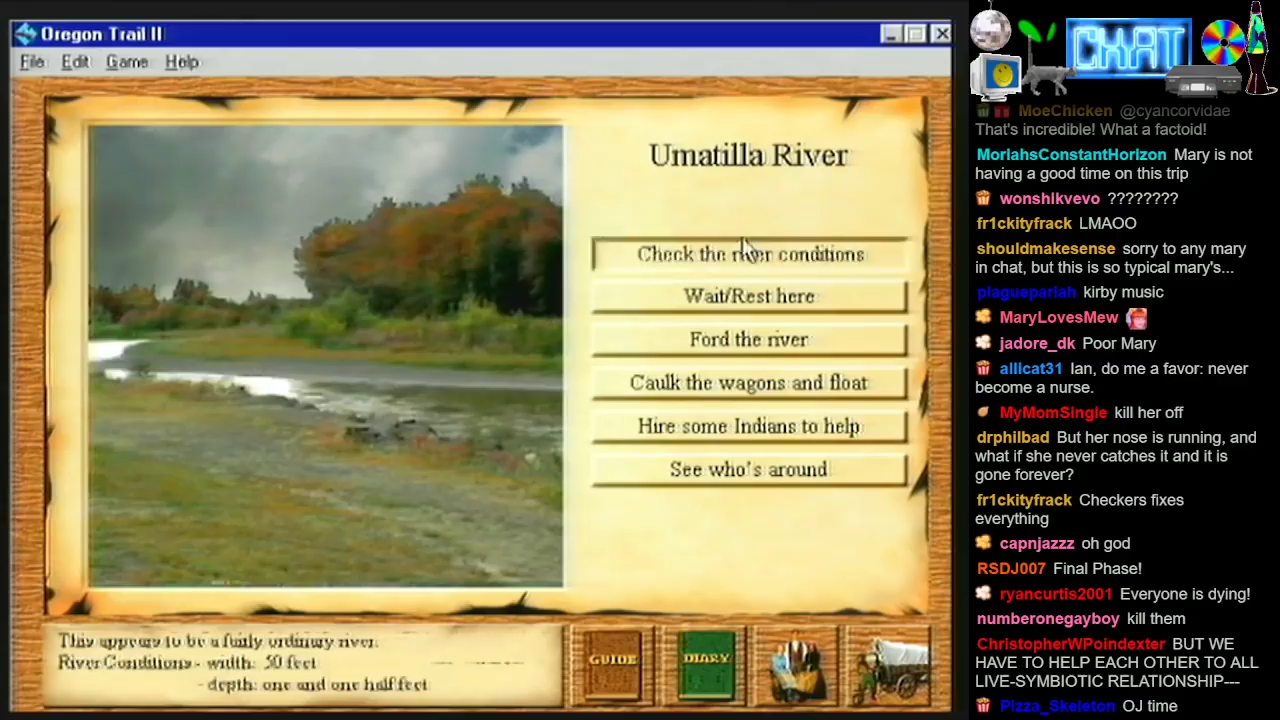 Oregon Trail II
File Edit Game Help
Umatilla River
Check the river conditions
Wait/Rest here
Ford the river
Caulk the wagons and float
Hire some Indians to help
See who's around
This appears to be a fairly ordinary river.
River Conditions - width: 50 feet
- depth: one and one half feet
GUIDE
DIARY
CHAT
MoeChicken @cyancorvidae
That's incredible! What a factoid!
MoriahsConstantHorizon Mary is not
having a good time on this trip
wonshlkvevo ????????
fr1ckityfrack LMAOO
shouldmakesense sorry to any mary
in chat, but this is so typical mary's...
plaguepariah kirby music
MaryLovesMew
jadore_dk Poor Mary
allicat31 Ian, do me a favor: never
become a nurse.
MyMomSingle kill her off
drphilbad But her nose is running, and
what if she never catches it and it is
gone forever?
fr1ckityfrack Checkers fixes
everything
capnjazzz oh god
RSDJ007 Final Phase!
ryancurtis2001 Everyone is dying!
numberonegayboy kill them
ChristopherWPoindexter BUT WE
HAVE TO HELP EACH OTHER TO ALL
LIVE-SYMBIOTIC RELATIONSHIP---
Pizza_Skeleton OJ time